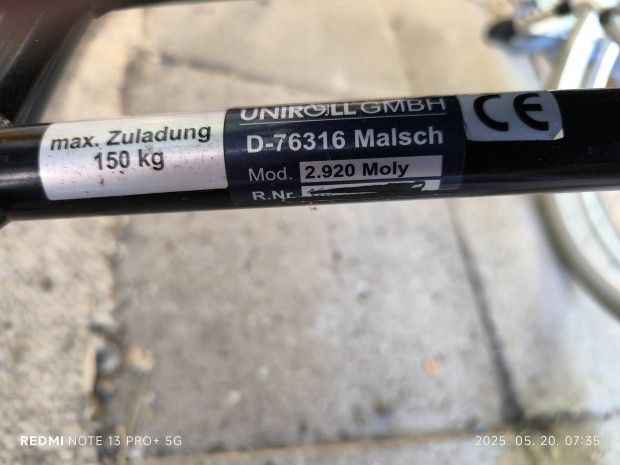 max. Zuladung
150 kg
UNIROLL GMBH
D-76316 Malsch
Mod. 2.920 Moly
R.Nr
CE
REDMI NOTE 13 PRO+ 5G
2025. 05. 20. 07:35